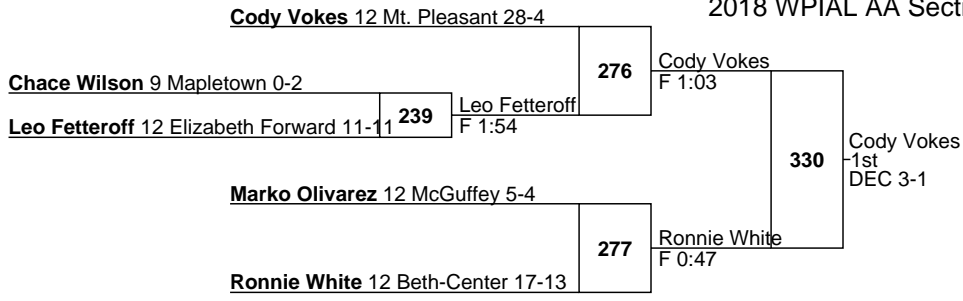 Cody Vokes 12 Mt. Pleasant 28-4
2018 WPIAL AA
276
Cody Vokes
F 1:03
Chace Wilson 9 Mapletown 0-2
239
Leo Fetteroff
F 1:54
Leo Fetteroff 12 Elizabeth Forward 11-11
330
Cody Vokes
1st
DEC 3-1
Marko Olivarez 12 McGuffey 5-4
277
Ronnie White
F 0:47
Ronnie White 12 Beth-Center 17-13